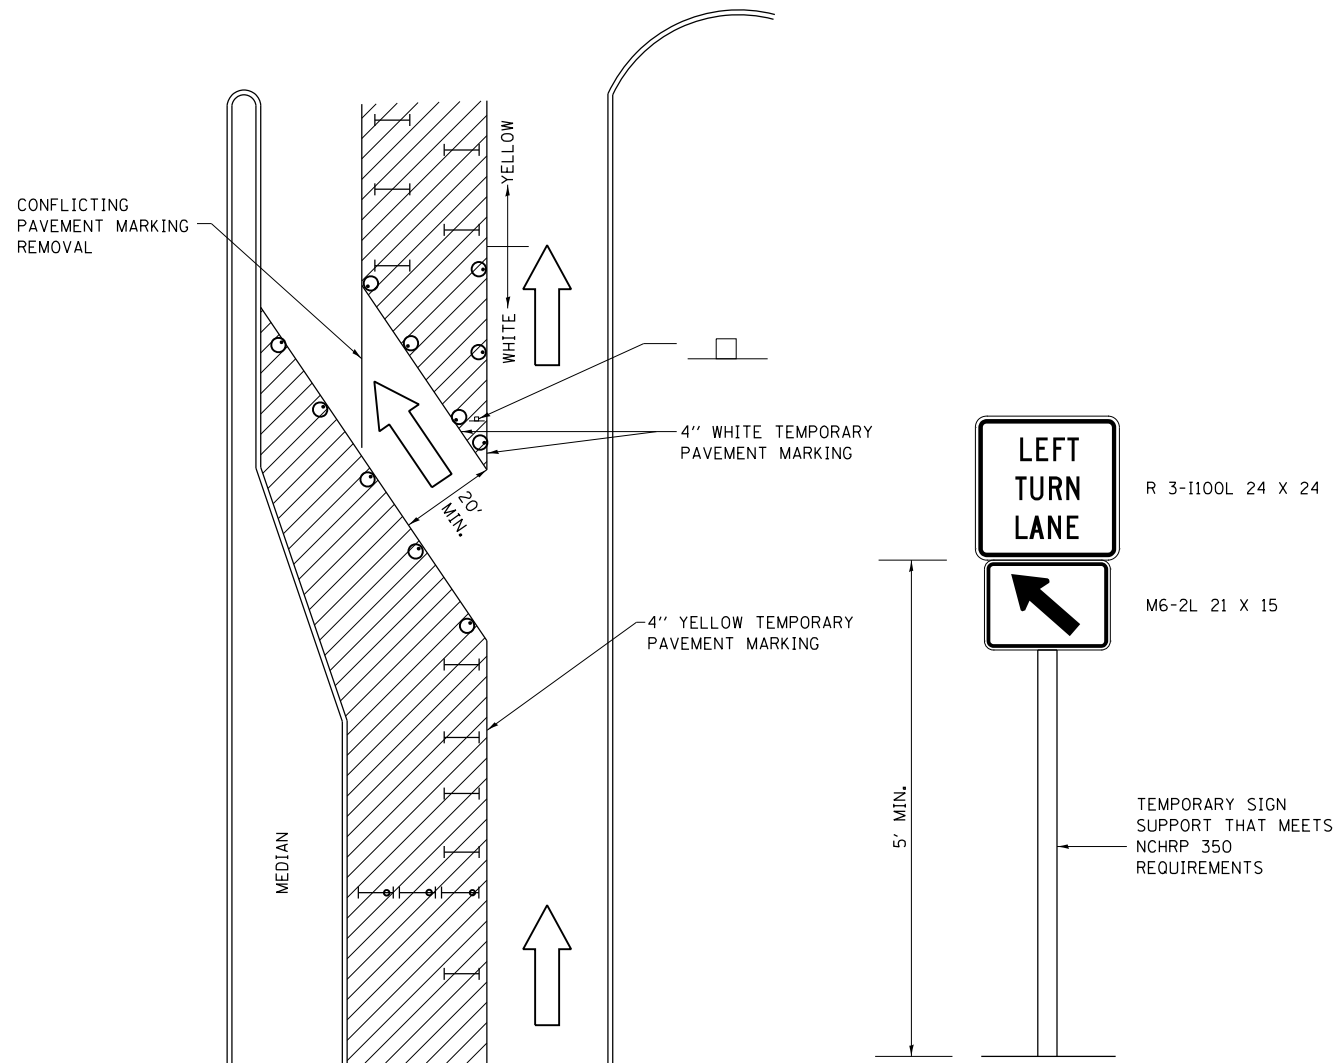 YELLOW
CONFLICTING
PAVEMENT MARKING
REMOVAL
WHITE
4'' WHITE TEMPORARY
PAVEMENT MARKING
20'
MIN.
LEFT
TURN
LANE
R 3-I100L 24 X 24
M6-2L 21 X 15
4'' YELLOW TEMPORARY
PAVEMENT MARKING
5' MIN.
MEDIAN
TEMPORARY SIGN
SUPPORT THAT MEETS
NCHRP 350
REQUIREMENTS